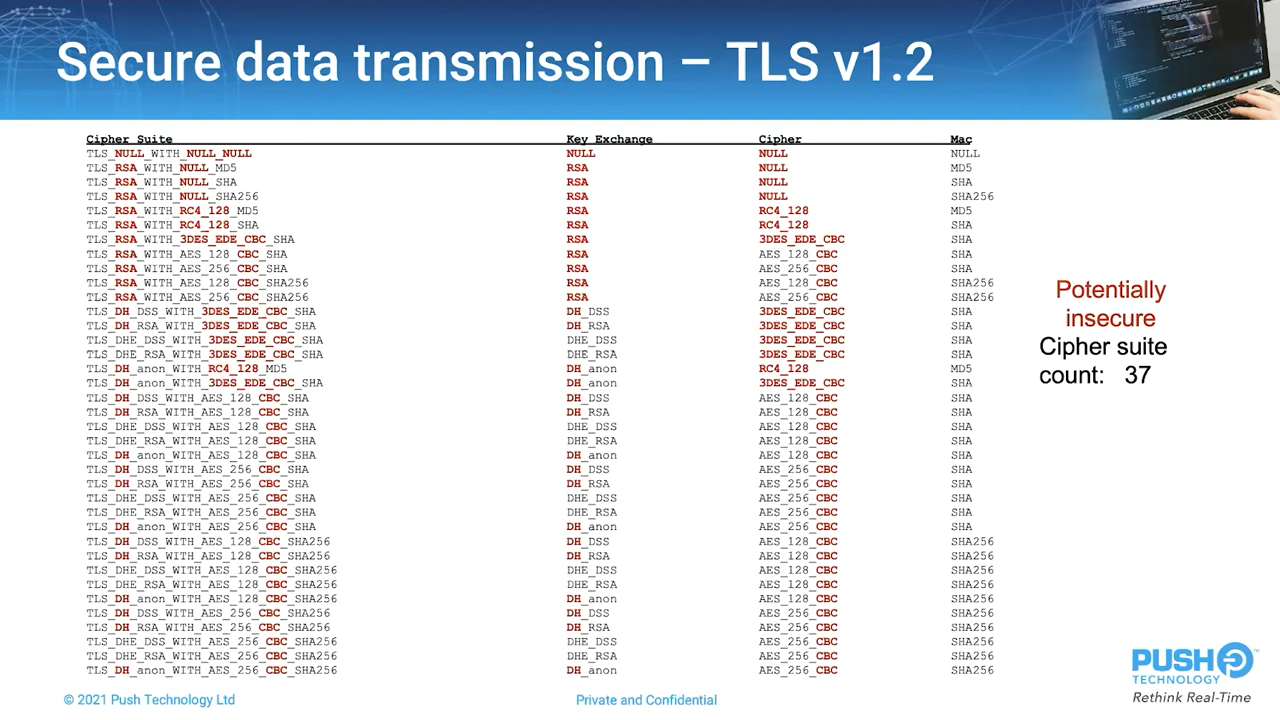 Secure data transmission – TLS v1.2
Cipher Suite Key Exchange Cipher Mac
TLS_NULL_WITH_NULL_NULL NULL NULL NULL
TLS_RSA_WITH_NULL_MD5 RSA NULL MD5
TLS_RSA_WITH_NULL_SHA RSA NULL SHA
TLS_RSA_WITH_NULL_SHA256 RSA NULL SHA256
TLS_RSA_WITH_RC4_128_MD5 RSA RC4_128 MD5
TLS_RSA_WITH_RC4_128_SHA RSA RC4_128 SHA
TLS_RSA_WITH_3DES_EDE_CBC_SHA RSA 3DES_EDE_CBC SHA
TLS_RSA_WITH_AES_128_CBC_SHA RSA AES_128_CBC SHA
TLS_RSA_WITH_AES_256_CBC_SHA RSA AES_256_CBC SHA
TLS_RSA_WITH_AES_128_CBC_SHA256 RSA AES_128_CBC SHA256
TLS_RSA_WITH_AES_256_CBC_SHA256 RSA AES_256_CBC SHA256
TLS_DH_DSS_WITH_3DES_EDE_CBC_SHA DH_DSS 3DES_EDE_CBC SHA
TLS_DH_RSA_WITH_3DES_EDE_CBC_SHA DH_RSA 3DES_EDE_CBC SHA
TLS_DHE_DSS_WITH_3DES_EDE_CBC_SHA DHE_DSS 3DES_EDE_CBC SHA
TLS_DHE_RSA_WITH_3DES_EDE_CBC_SHA DHE_RSA 3DES_EDE_CBC SHA
TLS_DH_anon_WITH_RC4_128_MD5 DH_anon RC4_128 MD5
TLS_DH_anon_WITH_3DES_EDE_CBC_SHA DH_anon 3DES_EDE_CBC SHA
TLS_DH_DSS_WITH_AES_128_CBC_SHA DH_DSS AES_128_CBC SHA
TLS_DH_RSA_WITH_AES_128_CBC_SHA DH_RSA AES_128_CBC SHA
TLS_DHE_DSS_WITH_AES_128_CBC_SHA DHE_DSS AES_128_CBC SHA
TLS_DHE_RSA_WITH_AES_128_CBC_SHA DHE_RSA AES_128_CBC SHA
TLS_DH_anon_WITH_AES_128_CBC_SHA DH_anon AES_128_CBC SHA
TLS_DH_DSS_WITH_AES_256_CBC_SHA DH_DSS AES_256_CBC SHA
TLS_DH_RSA_WITH_AES_256_CBC_SHA DH_RSA AES_256_CBC SHA
TLS_DHE_DSS_WITH_AES_256_CBC_SHA DHE_DSS AES_256_CBC SHA
TLS_DHE_RSA_WITH_AES_256_CBC_SHA DHE_RSA AES_256_CBC SHA
TLS_DH_anon_WITH_AES_256_CBC_SHA DH_anon AES_256_CBC SHA
TLS_DH_DSS_WITH_AES_128_CBC_SHA256 DH_DSS AES_128_CBC SHA256
TLS_DH_RSA_WITH_AES_128_CBC_SHA256 DH_RSA AES_128_CBC SHA256
TLS_DHE_DSS_WITH_AES_128_CBC_SHA256 DHE_DSS AES_128_CBC SHA256
TLS_DHE_RSA_WITH_AES_128_CBC_SHA256 DHE_RSA AES_128_CBC SHA256
TLS_DH_anon_WITH_AES_128_CBC_SHA256 DH_anon AES_128_CBC SHA256
TLS_DH_DSS_WITH_AES_256_CBC_SHA256 DH_DSS AES_256_CBC SHA256
TLS_DH_RSA_WITH_AES_256_CBC_SHA256 DH_RSA AES_256_CBC SHA256
TLS_DHE_DSS_WITH_AES_256_CBC_SHA256 DHE_DSS AES_256_CBC SHA256
TLS_DHE_RSA_WITH_AES_256_CBC_SHA256 DHE_RSA AES_256_CBC SHA256
TLS_DH_anon_WITH_AES_256_CBC_SHA256 DH_anon AES_256_CBC SHA256
Potentially
insecure
Cipher suite
count: 37
PUSH
TECHNOLOGY
Rethink Real-Time
© 2021 Push Technology Ltd
Private and Confidential